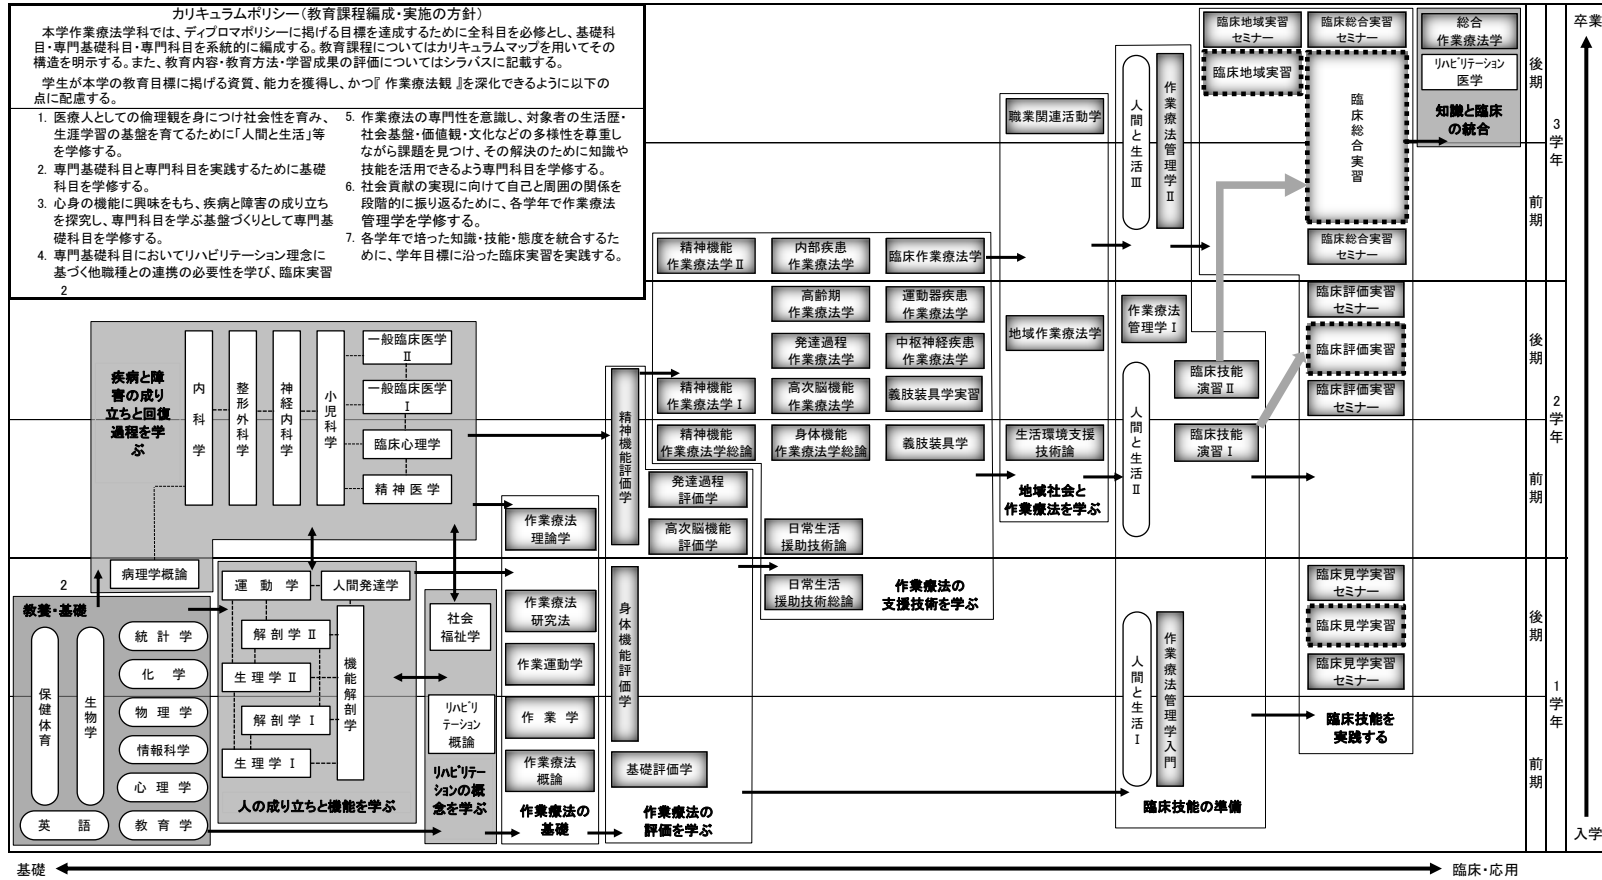 カリキュラムポリシー（教育課程編成・実施の方針）
本学作業療法学科では、ディプロマポリシーに掲げる目標を達成するために全科目を必修とし、基礎科
目・専門基礎科目・専門科目を系統的に編成する。教育課程についてはカリキュラムマップを用いてその
構造を明示する。また、教育内容・教育方法・学習成果の評価についてはシラバスに記載する。
学生が本学の教育目標に掲げる資質、能力を獲得し、かつ『 作業療法観 』を深化できるように以下の
点に配慮する。
1. 医療人としての倫理観を身につけ社会性を育み、
生涯学習の基盤を育てるために「人間と生活」等
を学修する。
2. 専門基礎科目と専門科目を実践するために基礎
科目を学修する。
3. 心身の機能に興味をもち、疾病と障害の成り立ち
を探究し、専門科目を学ぶ基盤づくりとして専門基
礎科目を学修する。
4. 専門基礎科目においてリハビリテーション理念に
基づく他職種との連携の必要性を学び、臨床実習
2
5. 作業療法の専門性を意識し、対象者の生活歴・
社会基盤・価値観・文化などの多様性を尊重し
ながら課題を見つけ、その解決のために知識や
技能を活用できるよう専門科目を学修する。
6. 社会貢献の実現に向けて自己と周囲の関係を
段階的に振り返るために、各学年で作業療法
管理学を学修する。
7. 各学年で培った知識・技能・態度を統合するた
めに、学年目標に沿った臨床実習を実践する。
臨床地域実習
セミナー
臨床総合実習
セミナー
総合
作業療法学
卒業
臨床地域実習
臨床総合実習
リハビリテーション
医学
知識と臨床
の統合
後期
3学年
前期
職業関連活動学
人間と生活Ⅲ
作業療法管理学Ⅱ
臨床総合実習
セミナー
精神機能
作業療法学Ⅱ
内部疾患
作業療法学
臨床作業療法学
高齢期
作業療法学
運動器疾患
作業療法学
地域作業療法学
作業療法
管理学Ⅰ
臨床評価実習
セミナー
臨床評価実習
臨床評価実習
セミナー
後期
2学年
前期
発達過程
作業療法学
中枢神経疾患
作業療法学
臨床技能
演習Ⅱ
精神機能
作業療法学Ⅰ
高次脳機能
作業療法学
義肢装具学実習
人間と生活Ⅱ
精神機能
作業療法学総論
身体機能
作業療法学総論
義肢装具学
生活環境支援
技術論
臨床技能
演習Ⅰ
地域社会と
作業療法を学ぶ
疾病と障
害の成り
立ちと回復
過程を学
ぶ
内科学
整形外科学
神経内科学
小児科学
一般臨床医学
Ⅱ
一般臨床医学
Ⅰ
臨床心理学
精神医学
精神機能評価学
発達過程
評価学
高次脳機能
評価学
日常生活
援助技術論
日常生活
援助技術総論
作業療法の
支援技術を学ぶ
作業療法
理論学
病理学概論
2
教養・基礎
保健体育
生物学
統計学
化学
物理学
情報科学
心理学
教育学
英語
運動学
人間発達学
解剖学Ⅱ
生理学Ⅱ
解剖学Ⅰ
生理学Ⅰ
機能解剖学
人の成り立ちと機能を学ぶ
社会
福祉学
リハビリ
テーション
概論
リハビリテー
ションの概
念を学ぶ
作業療法
研究法
作業運動学
作業学
作業療法
概論
作業療法の
基礎
身体機能評価学
基礎評価学
作業療法の
評価を学ぶ
人間と生活Ⅰ
作業療法管理学入門
臨床技能の準備
臨床見学実習
セミナー
臨床見学実習
臨床見学実習
セミナー
臨床技能を
実践する
後期
1学年
前期
入学
基礎
臨床・応用